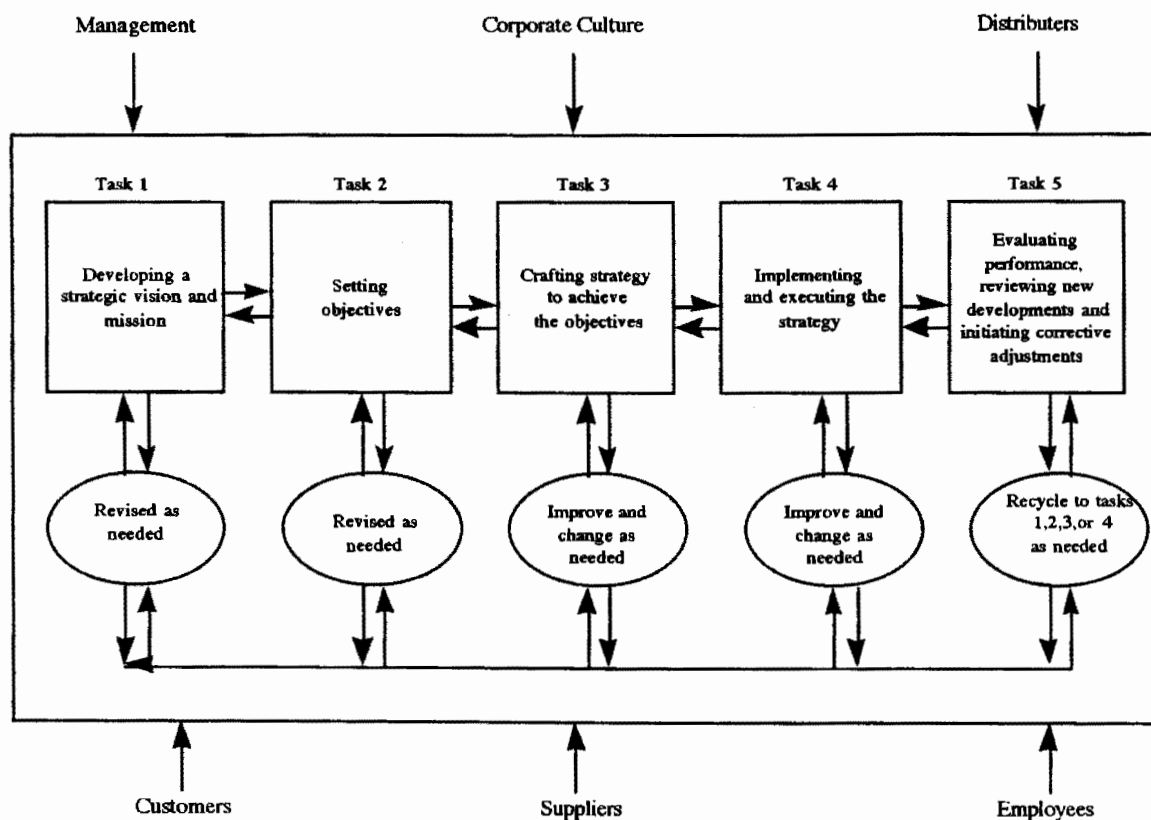 Management
Corporate Culture
Distributers
Task 1
Task 2
Task 3
Task 4
Task 5
Developing a
strategic vision and
mission
Setting
objectives
Crafting strategy
to achieve
the objectives
Implementing
and executing the
strategy
Evaluating
performance,
reviewing new
developments and
initiating corrective
adjustments
Revised as
needed
Revised as
needed
Improve and
change as
needed
Improve and
change as
needed
Recycle to tasks
1,2,3,or 4
as needed
Customers
Suppliers
Employees